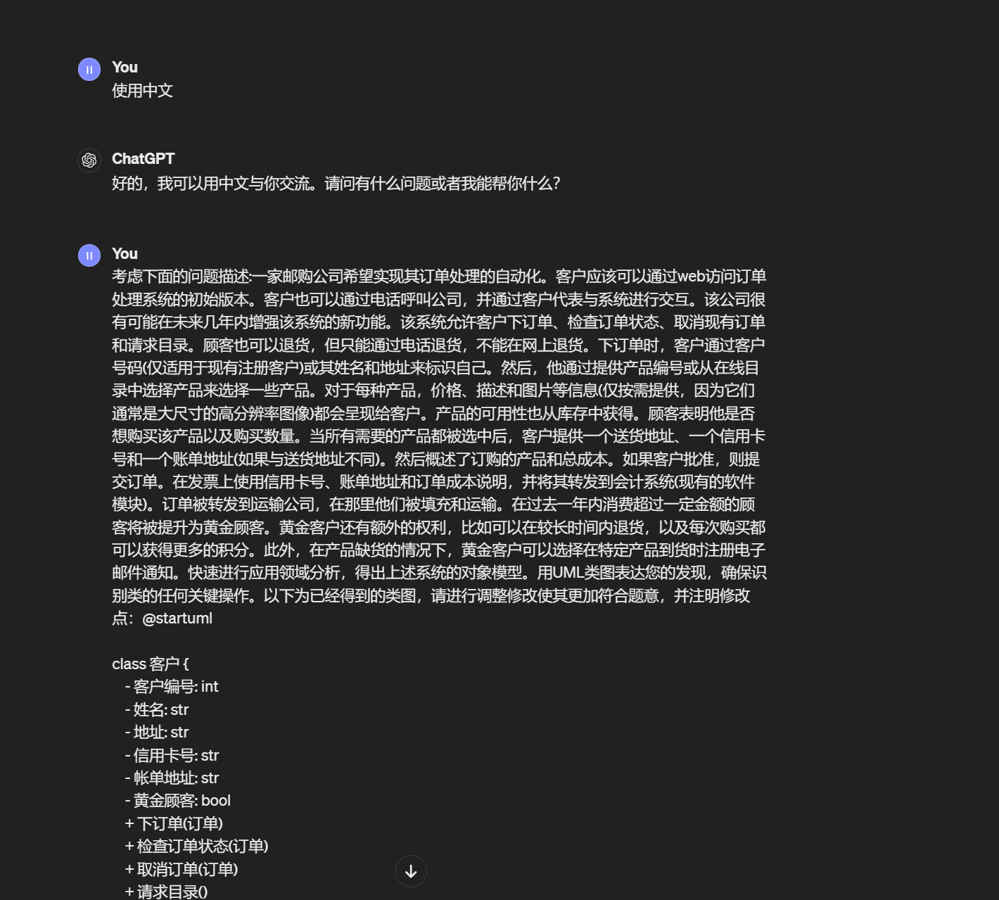 You
使用中文
ChatGPT
好的，我可以用中文与你交流。请问有什么问题或者我能帮你什么？
You
考虑下面的问题描述:一家邮购公司希望实现其订单处理的自动化。客户应该可以通过web访问订单
处理系统的初始版本。客户也可以通过电话呼叫公司，并通过客户代表与系统进行交互。该公司很
有可能在未来几年内增强该系统的新功能。该系统允许客户下订单、检查订单状态、取消现有订单
和请求目录。顾客也可以退货，但只能通过电话退货，不能在网上退货。下订单时，客户通过客户
号码(仅适用于现有注册客户)或其姓名和地址来标识自己。然后，他通过提供产品编号或从在线目
录中选择产品来选择一些产品。对于每种产品，价格、描述和图片等信息(仅按需提供，因为它们
通常是大尺寸的高分辨率图像)都会呈现给客户。产品的可用性也从库存中获得。顾客表明他是否
想购买该产品以及购买数量。当所有需要的产品都被选中后，客户提供一个送货地址、一个信用卡
号和一个账单地址(如果与送货地址不同)。然后概述了订购的产品和总成本。如果客户批准，则提
交订单。在发票上使用信用卡号、账单地址和订单成本说明，并将其转发到会计系统(现有的软件
模块)。订单被转发到运输公司，在那里他们被填充和运输。在过去一年内消费超过一定金额的顾
客将被提升为黄金顾客。黄金客户还有额外的权利，比如可以在较长时间内退货，以及每次购买都
可以获得更多的积分。此外，在产品缺货的情况下，黄金客户可以选择在特定产品到货时注册电子
邮件通知。快速进行应用领域分析，得出上述系统的对象模型。用UML类图表达您的发现，确保识
别类的任何关键操作。以下为已经得到的类图，请进行调整修改使其更加符合题意，并注明修改
点：@startuml
class 客户 {
- 客户编号: int
- 姓名: str
- 地址: str
- 信用卡号: str
- 帐单地址: str
- 黄金顾客: bool
+ 下订单(订单)
+ 检查订单状态(订单)
+ 取消订单(订单)
+ 请求目录()